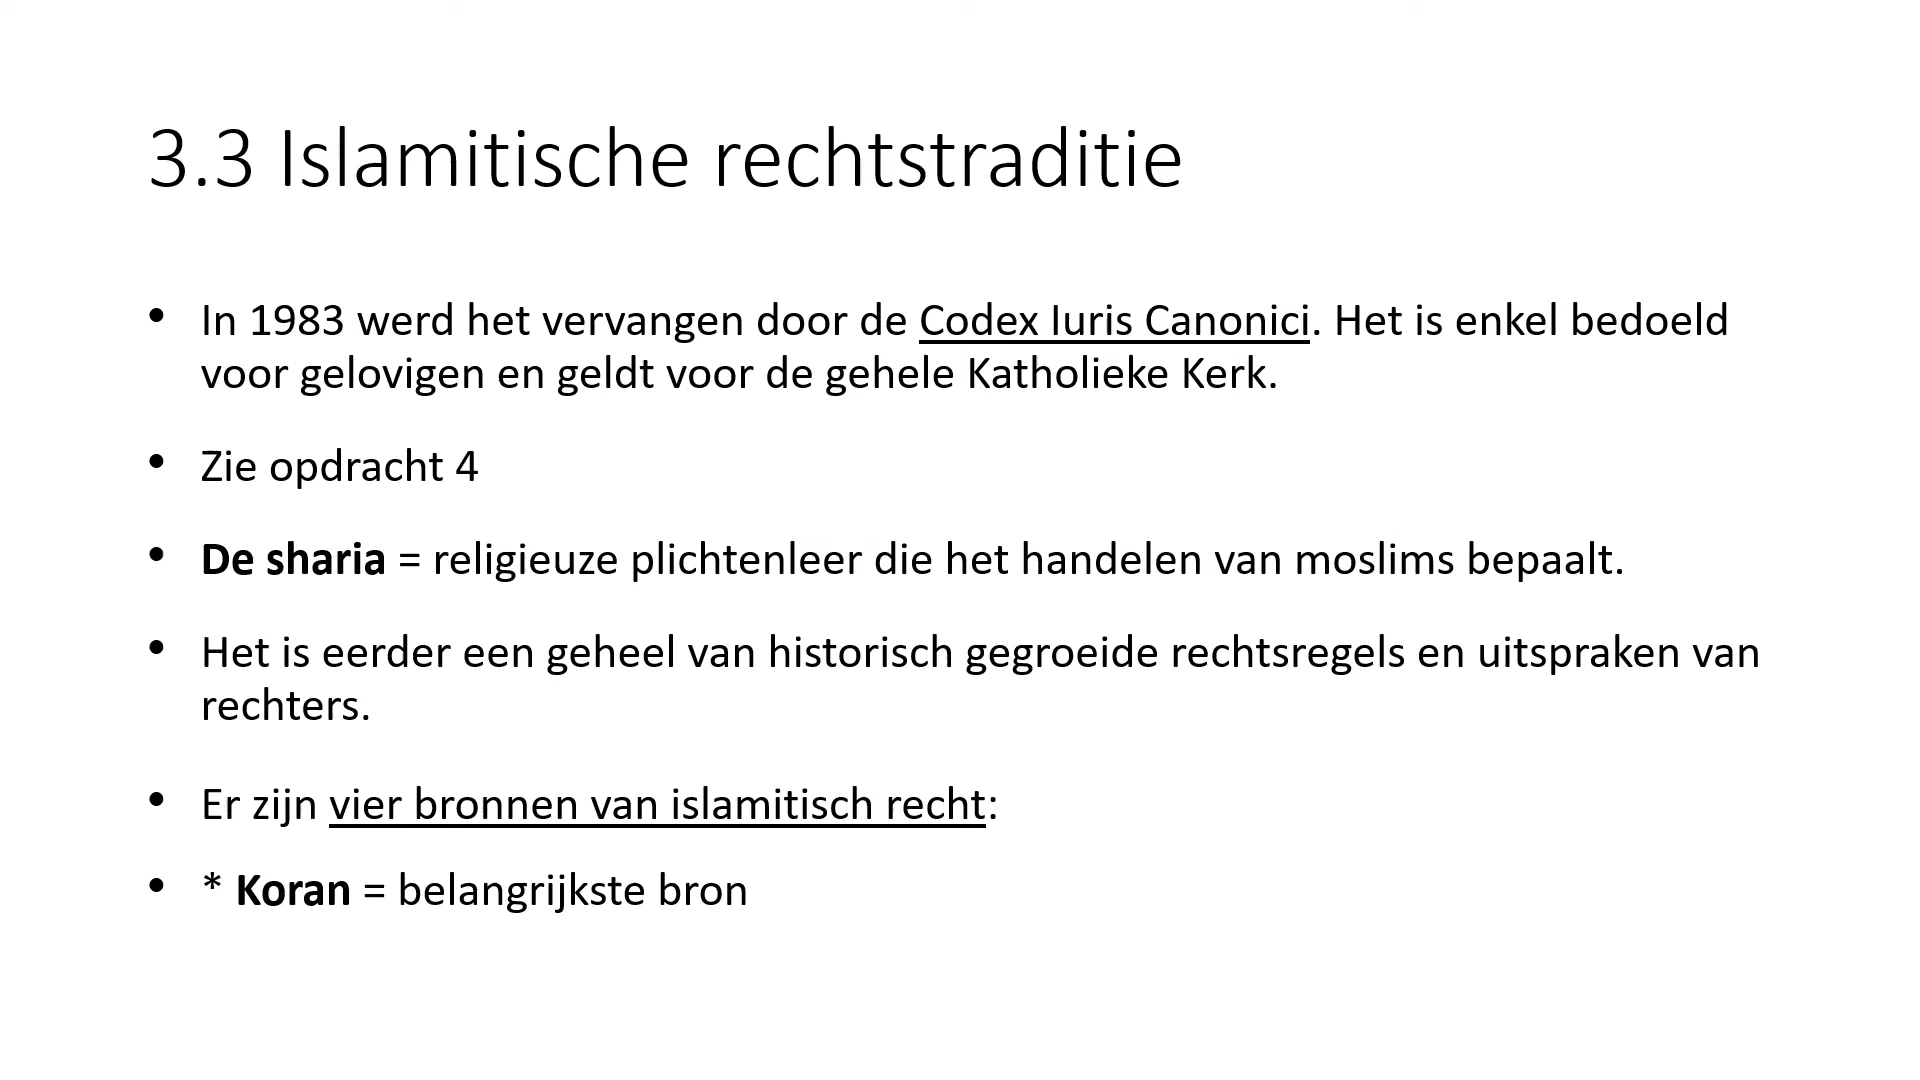 3.3 Islamitische rechtstraditie
• In 1983 werd het vervangen door de Codex Iuris Canonici. Het is enkel bedoeld
voor gelovigen en geldt voor de gehele Katholieke Kerk.
• Zie opdracht 4
• De sharia = religieuze plichtenleer die het handelen van moslims bepaalt.
• Het is eerder een geheel van historisch gegroeide rechtsregels en uitspraken van
rechters.
• Er zijn vier bronnen van islamitisch recht:
• * Koran = belangrijkste bron